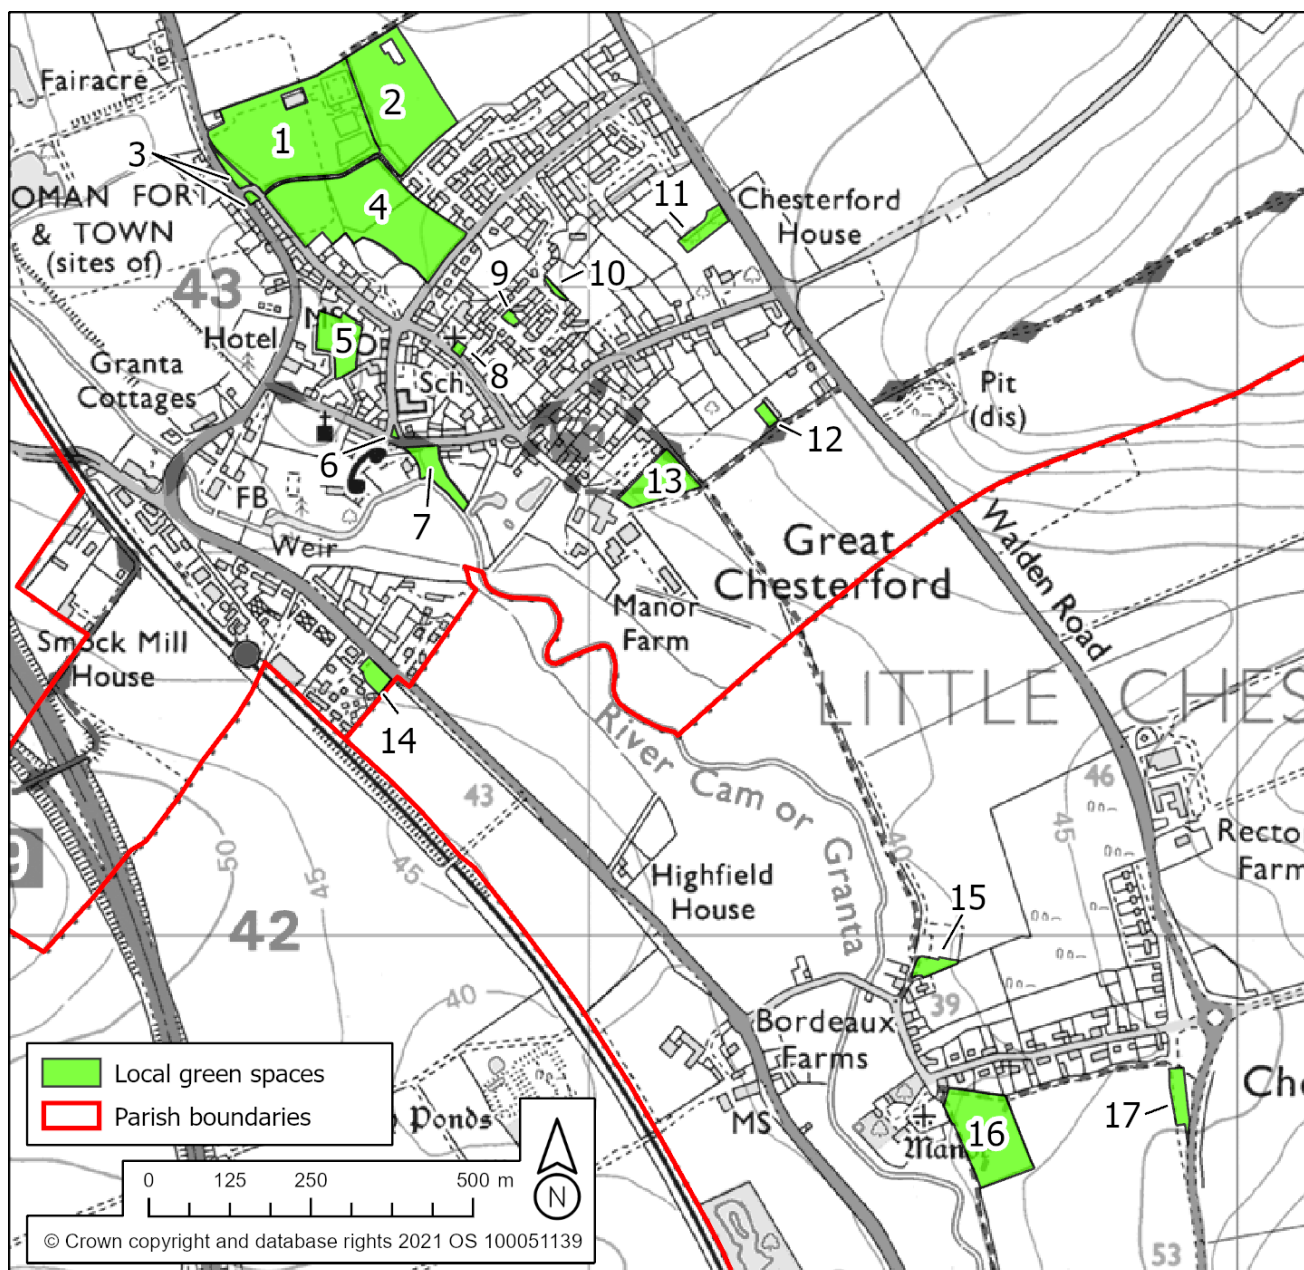 Fairacre
1
2
3
4
OMAN FORT
& TOWN
(sites of)
43
11
Chesterford
House
9
10
Hotel
5
Sch
8
Granta
Cottages
Pit
(dis)
12
6
13
FB
7
Weir
Great
Chesterford
Walden Road
Manor
Farm
Smock Mill
House
LITTLE CHES
14
River Cam or Granta
43
46
45
40
50
45
45
Recto
Farm
Highfield
House
9
42
15
40
39
Bordeaux
Farms
MS
Che
17
16
Man
53
Local green spaces
Parish boundaries
Ponds
0 125 250 500 m
N
© Crown copyright and database rights 2021 OS 100051139